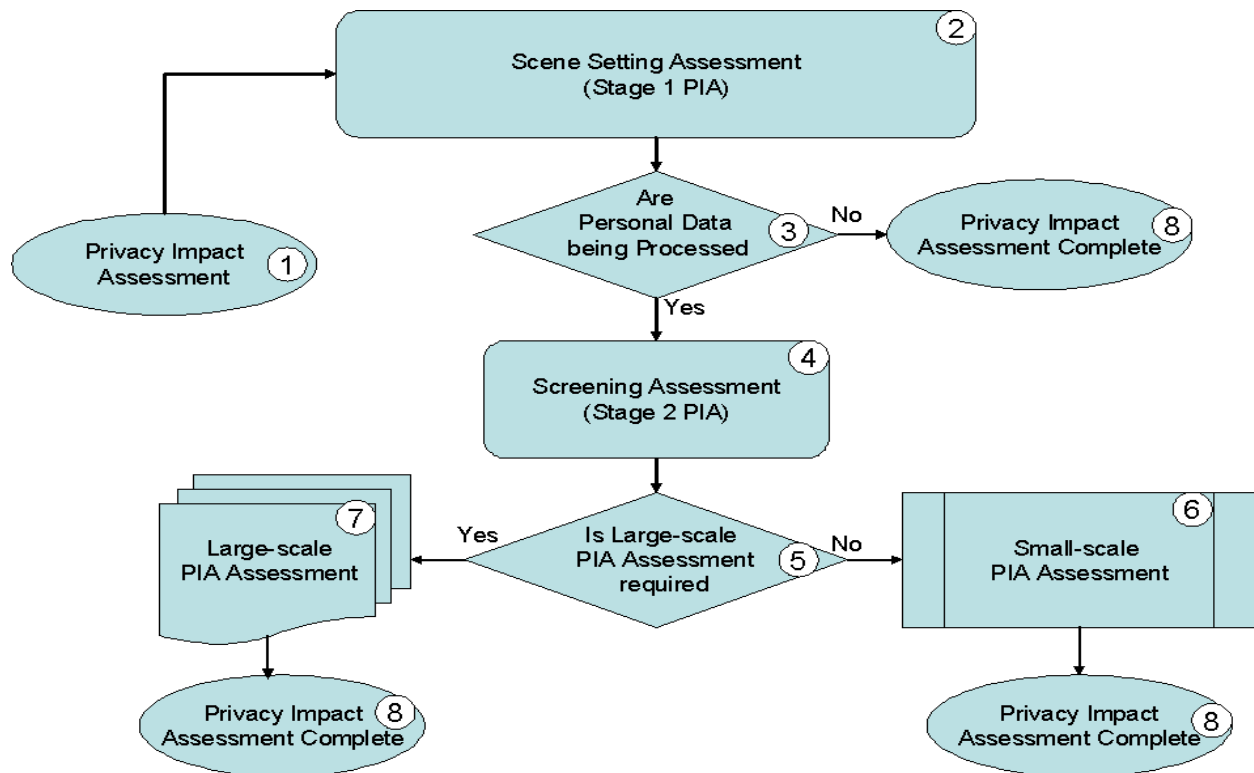 2
Scene Setting Assessment
(Stage 1 PIA)
Privacy Impact
Assessment
1
Are
Personal Data
being Processed
3
No
Privacy Impact
Assessment Complete
8
Yes
4
Screening Assessment
(Stage 2 PIA)
7
Large-scale
PIA Assessment
Yes
Is Large-scale
PIA Assessment
required
5
No
6
Small-scale
PIA Assessment
Privacy Impact
Assessment Complete
8
Privacy Impact
Assessment Complete
8